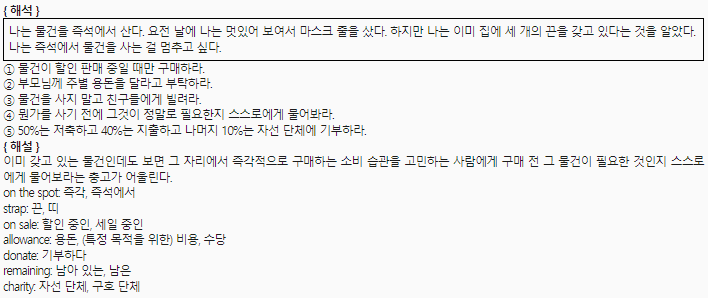 { 해석 }
나는 물건을 즉석에서 산다. 요전 날에 나는 멋있어 보여서 마스크 줄을 샀다. 하지만 나는 이미 집에 세 개의 끈을 갖고 있다는 것을 알았다.
나는 즉석에서 물건을 사는 걸 멈추고 싶다.
① 물건이 할인 판매 중일 때만 구매하라.
② 부모님께 주별 용돈을 달라고 부탁하라.
③ 물건을 사지 말고 친구들에게 빌려라.
④ 뭔가를 사기 전에 그것이 정말로 필요한지 스스로에게 물어봐라.
⑤ 50%는 저축하고 40%는 지출하고 나머지 10%는 자선 단체에 기부하라.
{ 해설 }
이미 갖고 있는 물건인데도 보면 그 자리에서 즉각적으로 구매하는 소비 습관을 고민하는 사람에게 구매 전 그 물건이 필요한 것인지 스스로
에게 물어보라는 충고가 어울린다.
on the spot: 즉각, 즉석에서
strap: 끈, 띠
on sale: 할인 중인, 세일 중인
allowance: 용돈, (특정 목적을 위한) 비용, 수당
donate: 기부하다
remaining: 남아 있는, 남은
charity: 자선 단체, 구호 단체